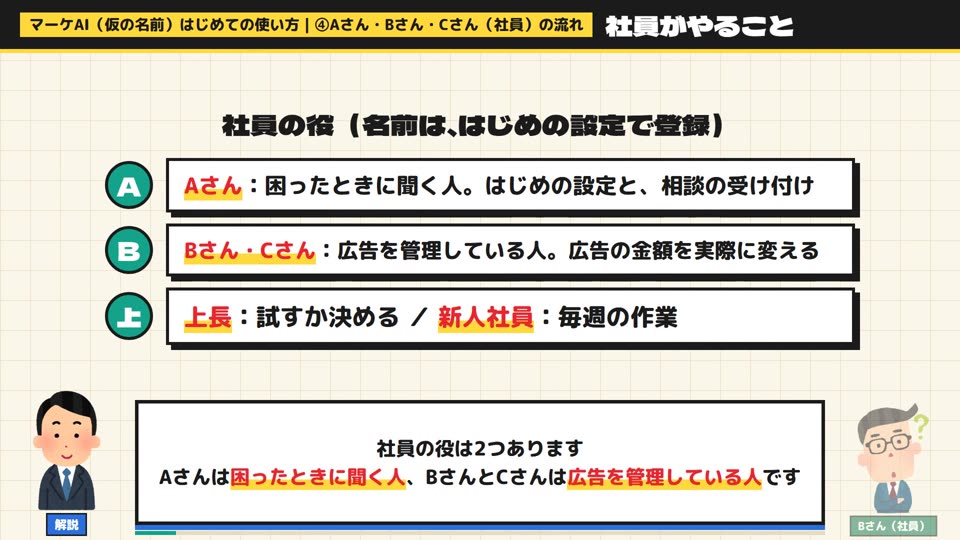 マーケAI（仮の名前）はじめての使い方 | ④Aさん・Bさん・Cさん（社員）の流れ
社員がやること
社員の役（名前は、はじめの設定で登録）
A
Aさん：困ったときに聞く人。はじめの設定と、相談の受け付け
B
Bさん・Cさん：広告を管理している人。広告の金額を実際に変える
上
上長：試すか決める ／ 新人社員：毎週の作業
社員の役は2つあります
Aさんは困ったときに聞く人、BさんとCさんは広告を管理している人です
解説
?
Bさん（社員）